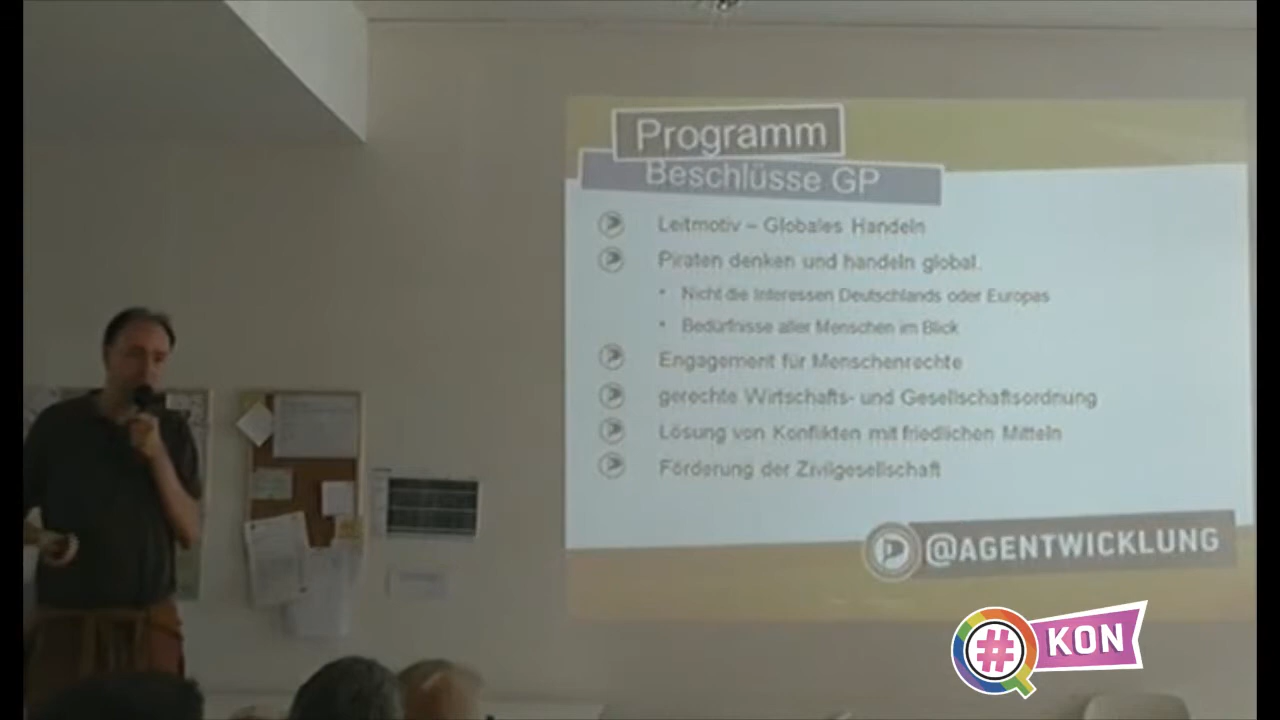 Programm
Beschlüsse GP
Leitmotiv – Globales Handeln
Piraten denken und handeln global.
• Nicht die Interessen Deutschlands oder Europas
• Bedürfnisse aller Menschen im Blick
Engagement für Menschenrechte
gerechte Wirtschafts- und Gesellschaftsordnung
Lösung von Konflikten mit friedlichen Mitteln
Förderung der Zivilgesellschaft
@AGENTWICKLUNG
# KON